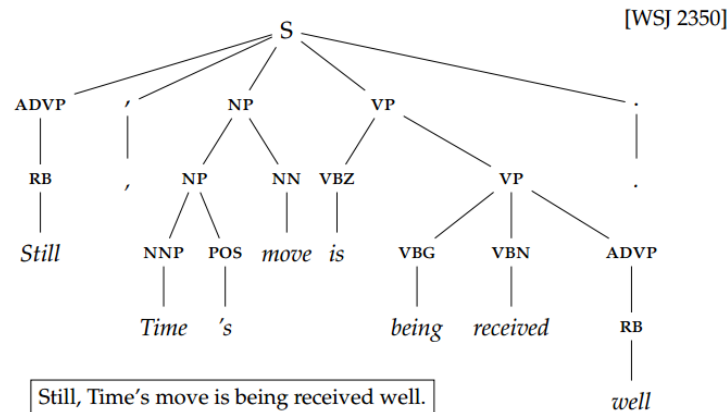 [WSJ 2350]
S
ADVP , NP VP .
RB , NP NN VBZ VP .
Still NNP POS move is VBG VBN ADVP
Time 's being received RB
Still, Time's move is being received well. well